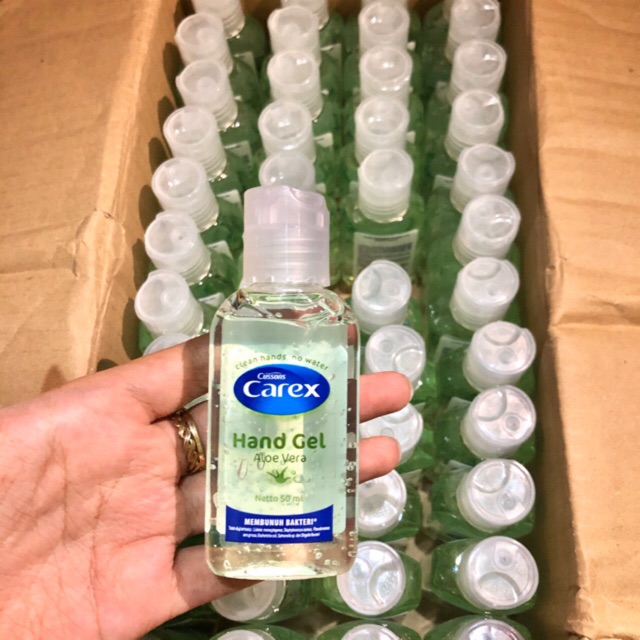 clean hands no water
Cussons
Carex
Hand Gel
Aloe Vera
Netto 50 ml
MEMBUNUH BAKTERI*